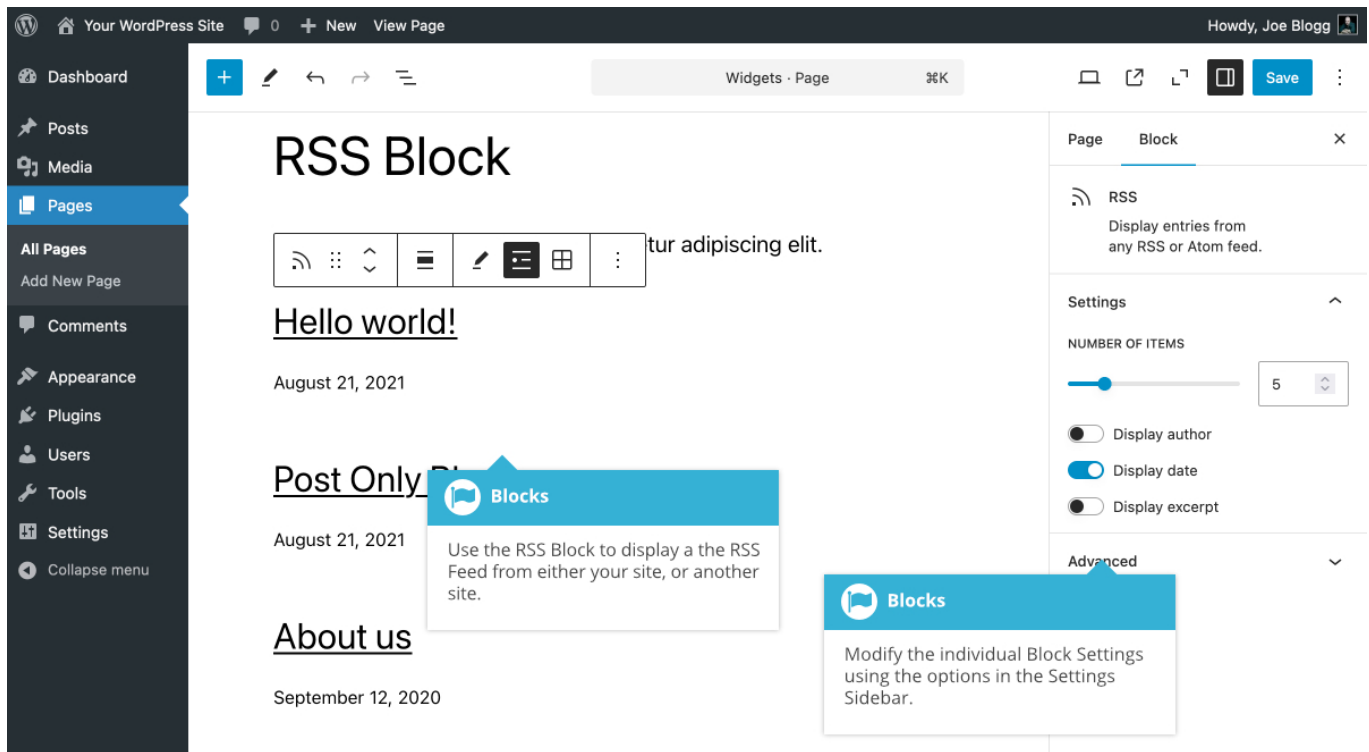 Your WordPress Site 0 New View Page Howdy, Joe Blogg
Dashboard
Posts
Media
Pages
All Pages
Add New Page
Comments
Appearance
Plugins
Users
Tools
Settings
Collapse menu
Widgets · Page ⌘K
Save
RSS Block
tur adipiscing elit.
Hello world!
August 21, 2021
Post Only
August 21, 2021
About us
September 12, 2020
Blocks
Use the RSS Block to display a the RSS
Feed from either your site, or another
site.
Page Block
RSS
Display entries from
any RSS or Atom feed.
Settings
NUMBER OF ITEMS
5
Display author
Display date
Display excerpt
Advanced
Blocks
Modify the individual Block Settings
using the options in the Settings
Sidebar.